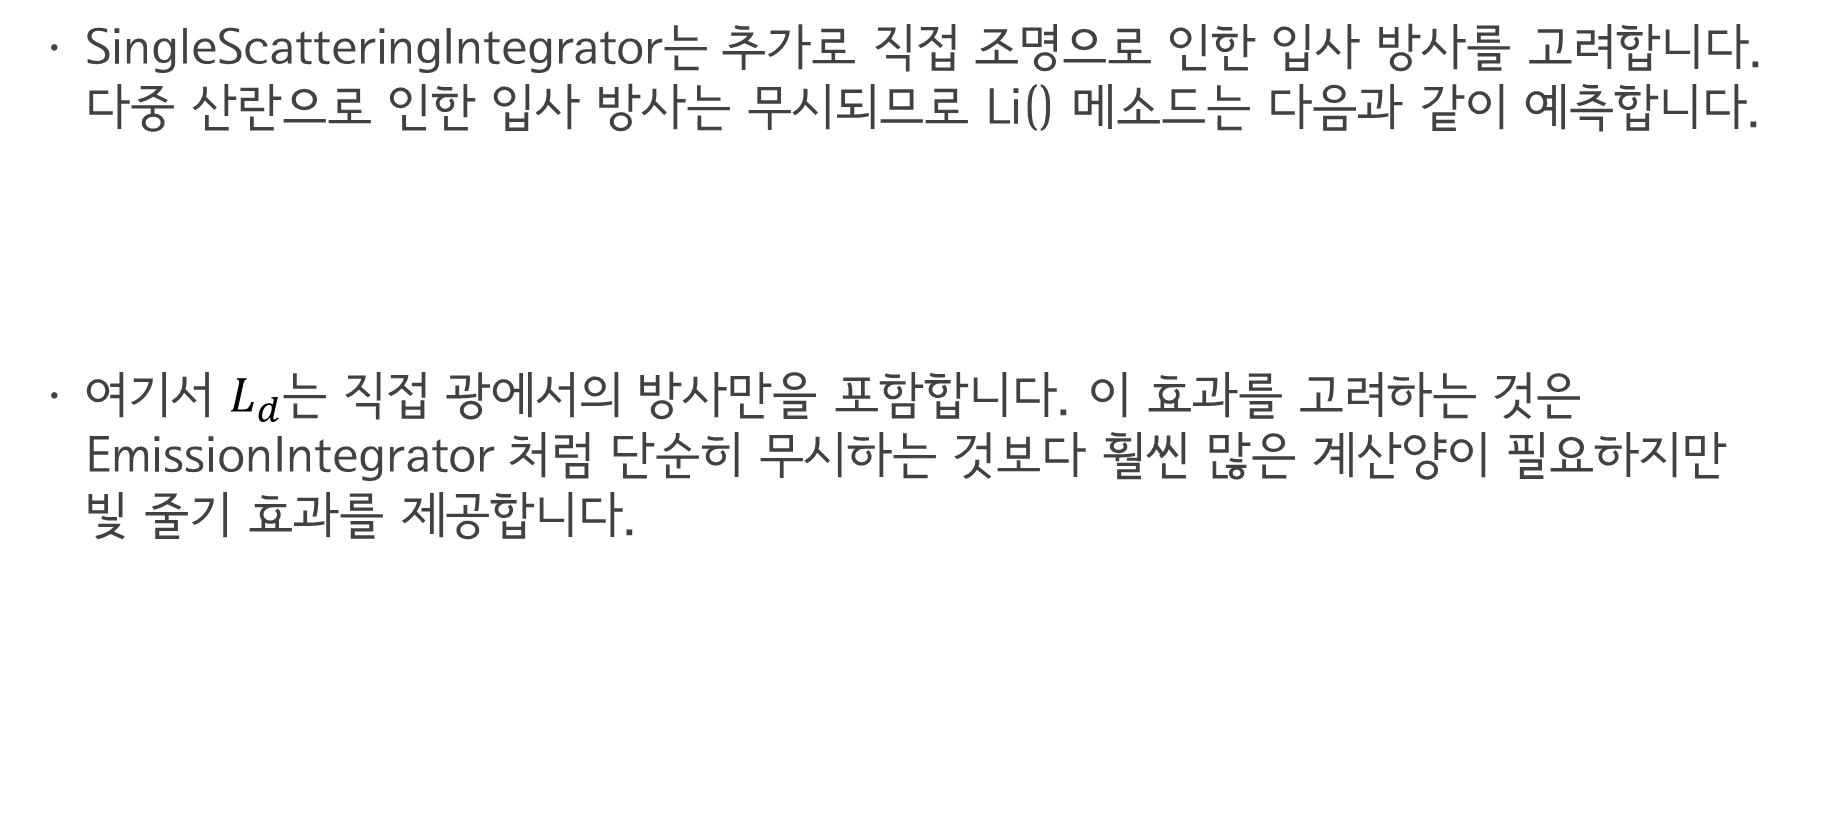 · SingleScatteringIntegrator는 추가로 직접 조명으로 인한 입사 방사를 고려합니다.
다중 산란으로 인한 입사 방사는 무시되므로 Li() 메소드는 다음과 같이 예측합니다.
· 여기서 L_d는 직접 광에서의 방사만을 포함합니다. 이 효과를 고려하는 것은
EmissionIntegrator 처럼 단순히 무시하는 것보다 훨씬 많은 계산양이 필요하지만
빛 줄기 효과를 제공합니다.